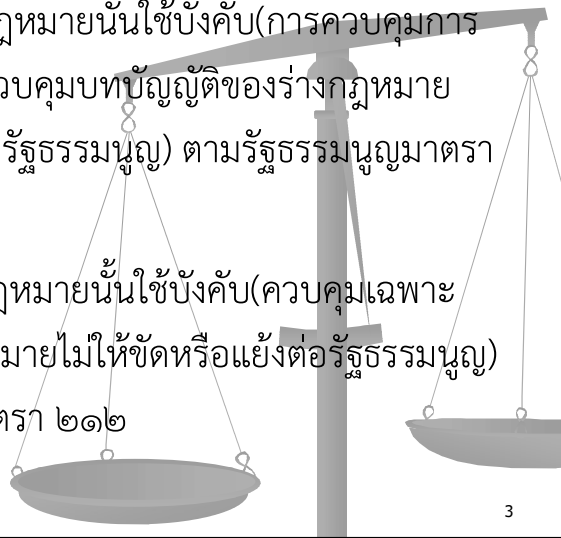 ฎหมายนั้นใช้บังคับ(การควบคุมการ
วบคุมบทบัญญัติของร่างกฎหมาย
รัฐธรรมนูญ) ตามรัฐธรรมนูญมาตรา
ฎหมายนั้นใช้บังคับ(ควบคุมเฉพาะ
มายไม่ให้ขัดหรือแย้งต่อรัฐธรรมนูญ)
ตรา ๒๑๒
3